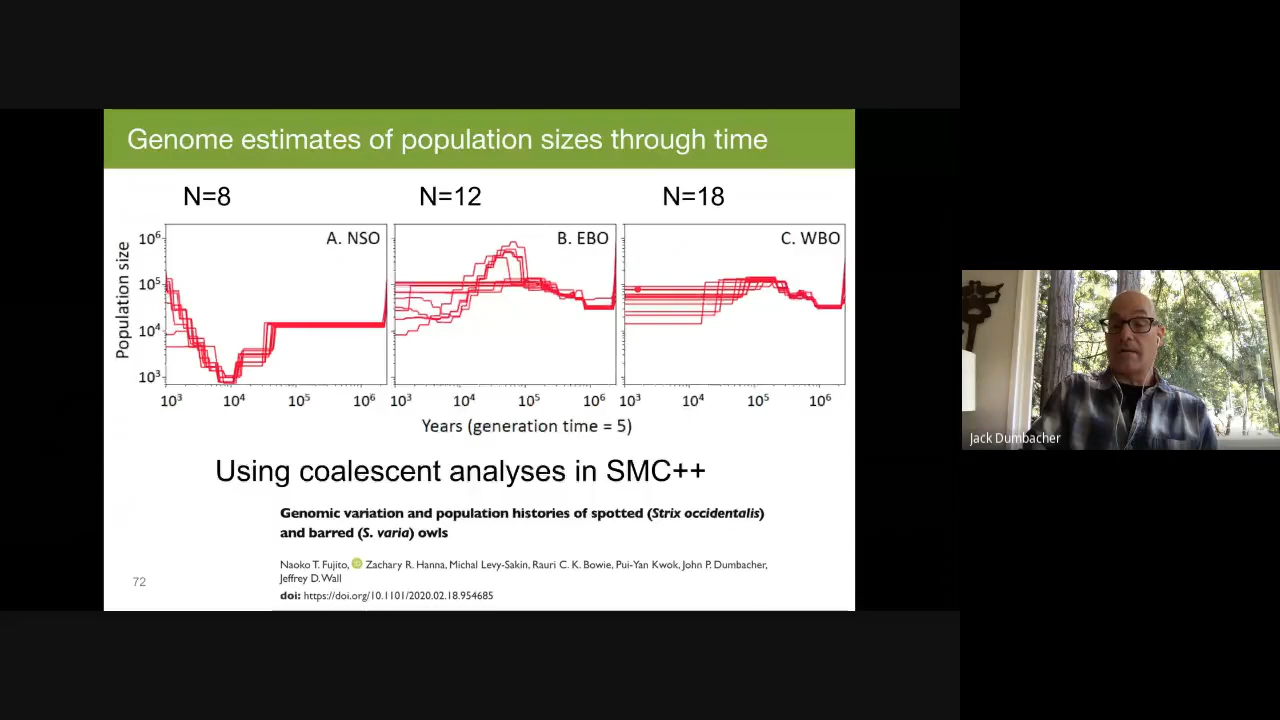 Genome estimates of population sizes through time
N=8
N=12
N=18
A. NSO
B. EBO
C. WBO
Population size
10⁶
10⁵
10⁴
10³
10³ 10⁴ 10⁵ 10⁶
10³ 10⁴ 10⁵ 10⁶
10³ 10⁴ 10⁵ 10⁶
Years (generation time = 5)
Using coalescent analyses in SMC++
Genomic variation and population histories of spotted (Strix occidentalis)
and barred (S. varia) owls
Naoko T. Fujito, iD Zachary R. Hanna, Michal Levy-Sakin, Rauri C. K. Bowie, Pui-Yan Kwok, John P. Dumbacher,
Jeffrey D. Wall
doi: https://doi.org/10.1101/2020.02.18.954685
72
Jack Dumbacher